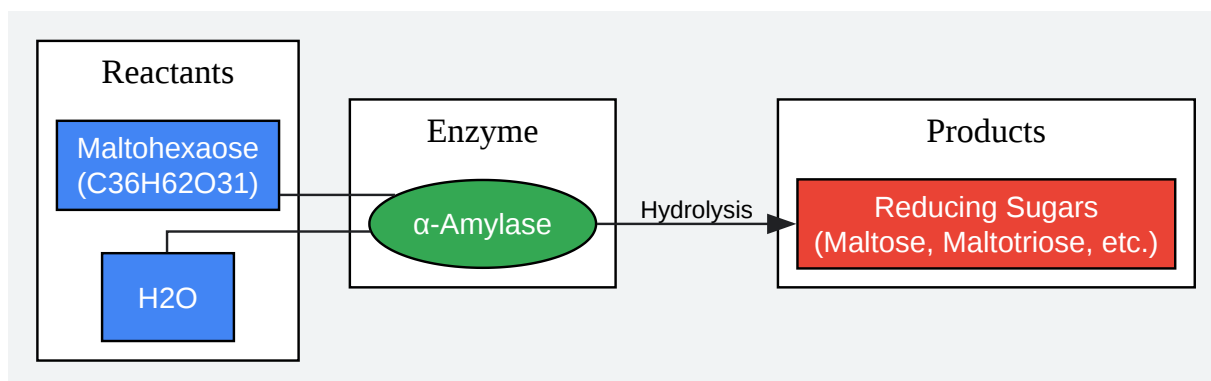 Reactants
Maltohexaose
(C36H62O31)
H2O
Enzyme
α-Amylase
Hydrolysis
Products
Reducing Sugars
(Maltose, Maltotriose, etc.)